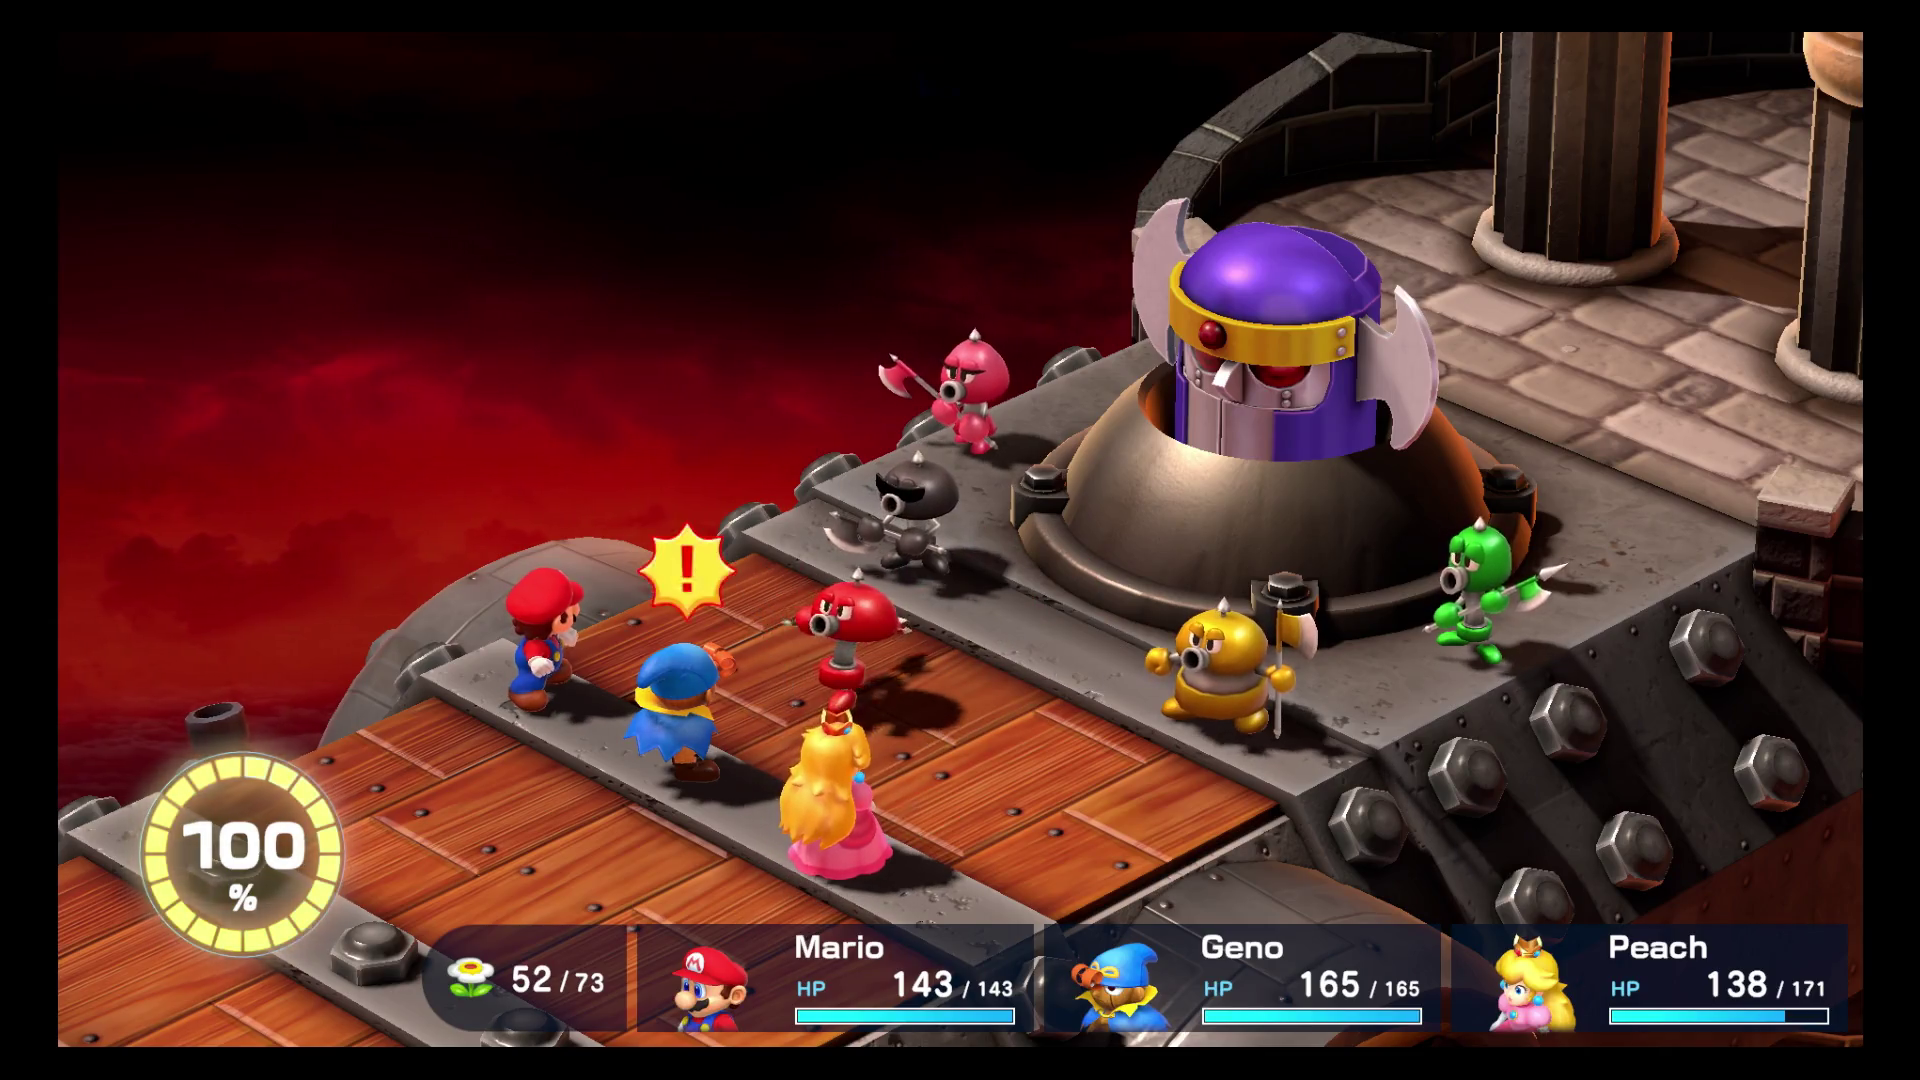 !
100
%
52/73
Mario
HP 143/143
Geno
HP 165/165
Peach
HP 138/171
M